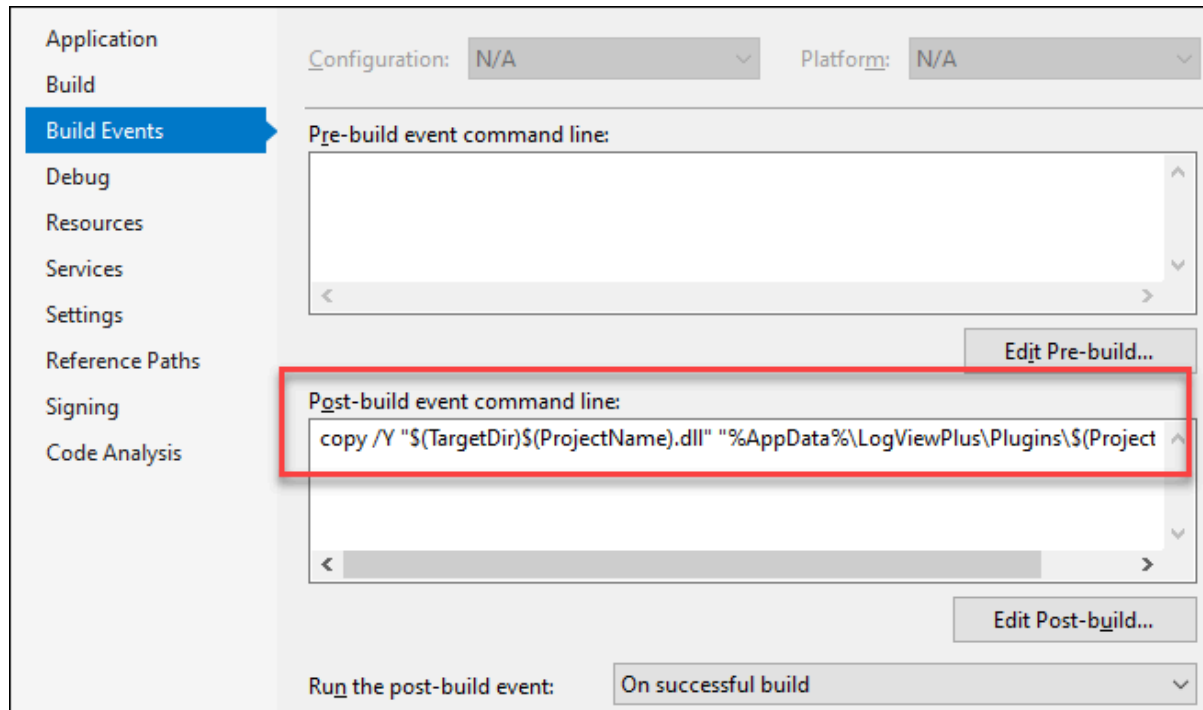 Application
Build
Build Events
Debug
Resources
Services
Settings
Reference Paths
Signing
Code Analysis
Configuration: N/A Platform: N/A
Pre-build event command line:
Edit Pre-build...
Post-build event command line:
copy /Y "$(TargetDir)$(ProjectName).dll" "%AppData%\LogViewPlus\Plugins\$(Project
Edit Post-build...
Run the post-build event: On successful build